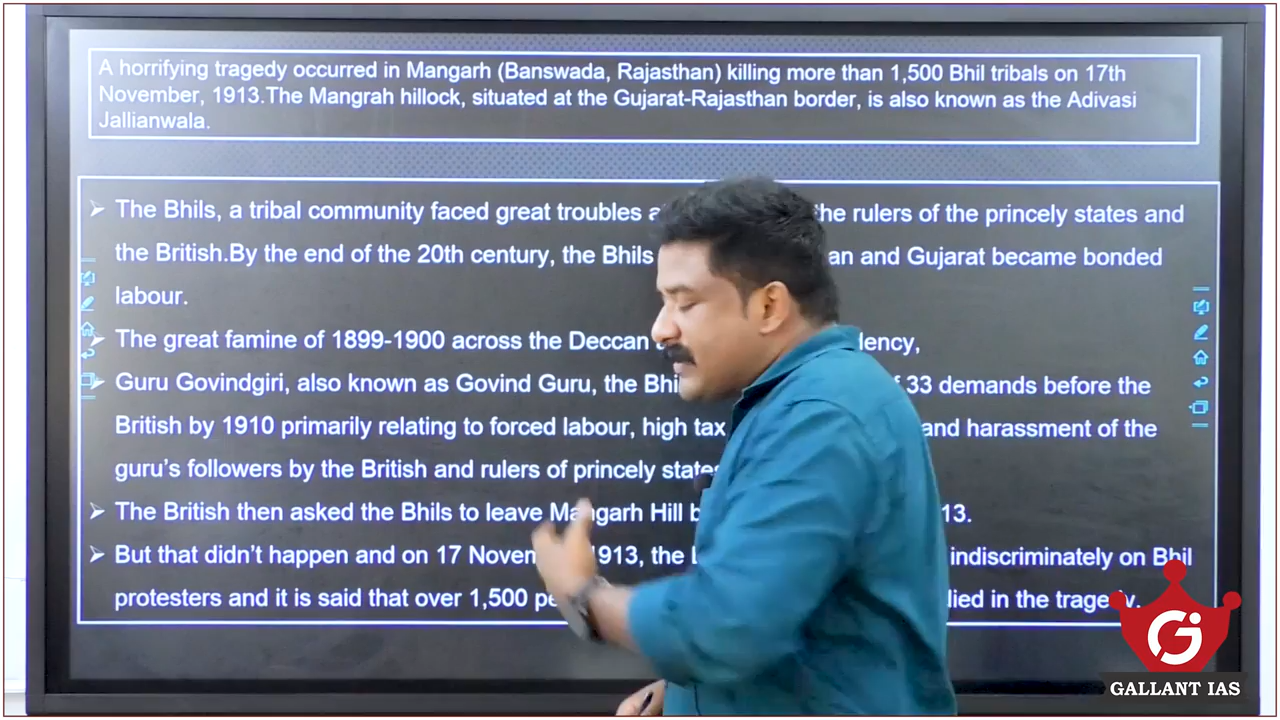 A horrifying tragedy occurred in Mangarh (Banswada, Rajasthan) killing more than 1,500 Bhil tribals on 17th
November, 1913.The Mangrah hillock, situated at the Gujarat-Rajasthan border, is also known as the Adivasi
Jallianwala.
The Bhils, a tribal community faced great troubles the rulers of the princely states and
the British.By the end of the 20th century, the Bhils and Gujarat became bonded
labour.
The great famine of 1899-1900 across the Deccan
Guru Govindgiri, also known as Govind Guru, the 33 demands before the
British by 1910 primarily relating to forced labour, high tax and harassment of the
guru's followers by the British and rulers of princely states
The British then asked the Bhils to leave Mangarh Hill
But that didn't happen and on 17 1913, the indiscriminately on Bhil
protesters and it is said that over 1,500 in the tragedy.
GALLANT IAS